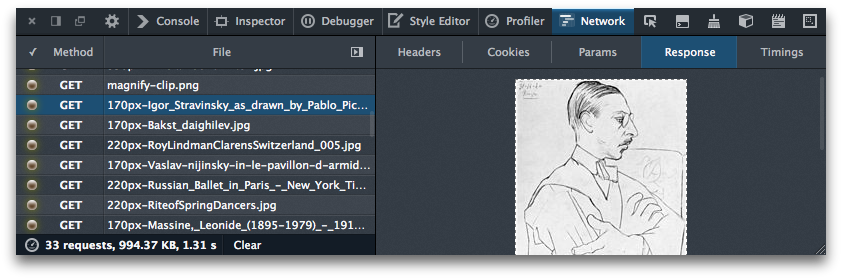 Console Inspector Debugger Style Editor Profiler Network
✓ Method File
Headers Cookies Params Response Timings
GET magnify-clip.png
GET 170px-Igor_Stravinsky_as_drawn_by_Pablo_Pic...
GET 170px-Bakst_daighilev.jpg
GET 220px-RoyLindmanClarensSwitzerland_005.jpg
GET 170px-Vaslav-nijinsky-in-le-pavillon-d-armid...
GET 220px-Russian_Ballet_in_Paris_-_New_York_Ti...
GET 220px-RiteofSpringDancers.jpg
GET 170px-Massine,_Leonide_(1895-1979)_-_191...
33 requests, 994.37 KB, 1.31 s Clear